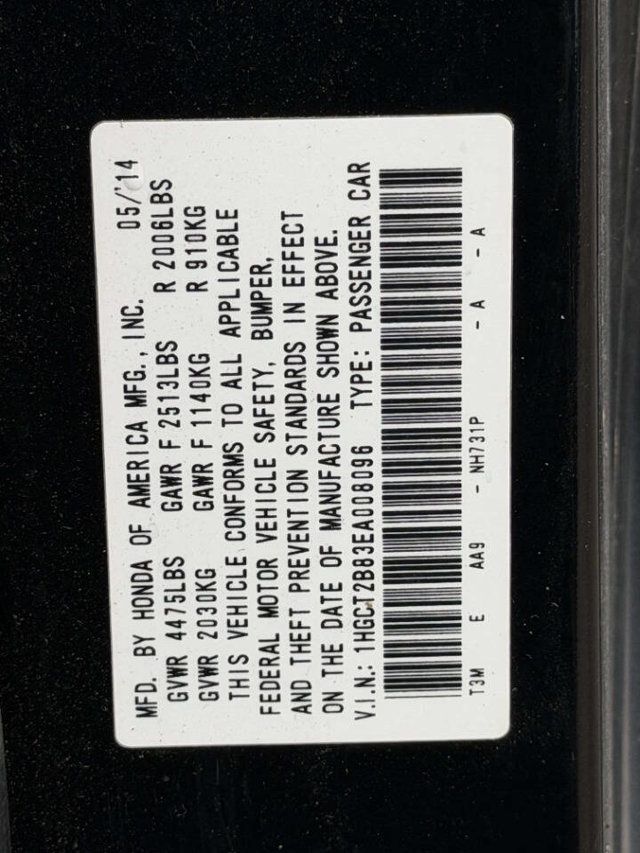 MFD. BY HONDA OF AMERICA MFG., INC. 05/'14
GVWR 4475LBS GAWR F 2513LBS R 2006LBS
GVWR 2030KG GAWR F 1140KG R 910KG
THIS VEHICLE CONFORMS TO ALL APPLICABLE
FEDERAL MOTOR VEHICLE SAFETY, BUMPER,
AND THEFT PREVENTION STANDARDS IN EFFECT
ON THE DATE OF MANUFACTURE SHOWN ABOVE.
V.I.N.: 1HGCT2B83EA008096 TYPE: PASSENGER CAR
T3M E AA9 - NH731P - A - A